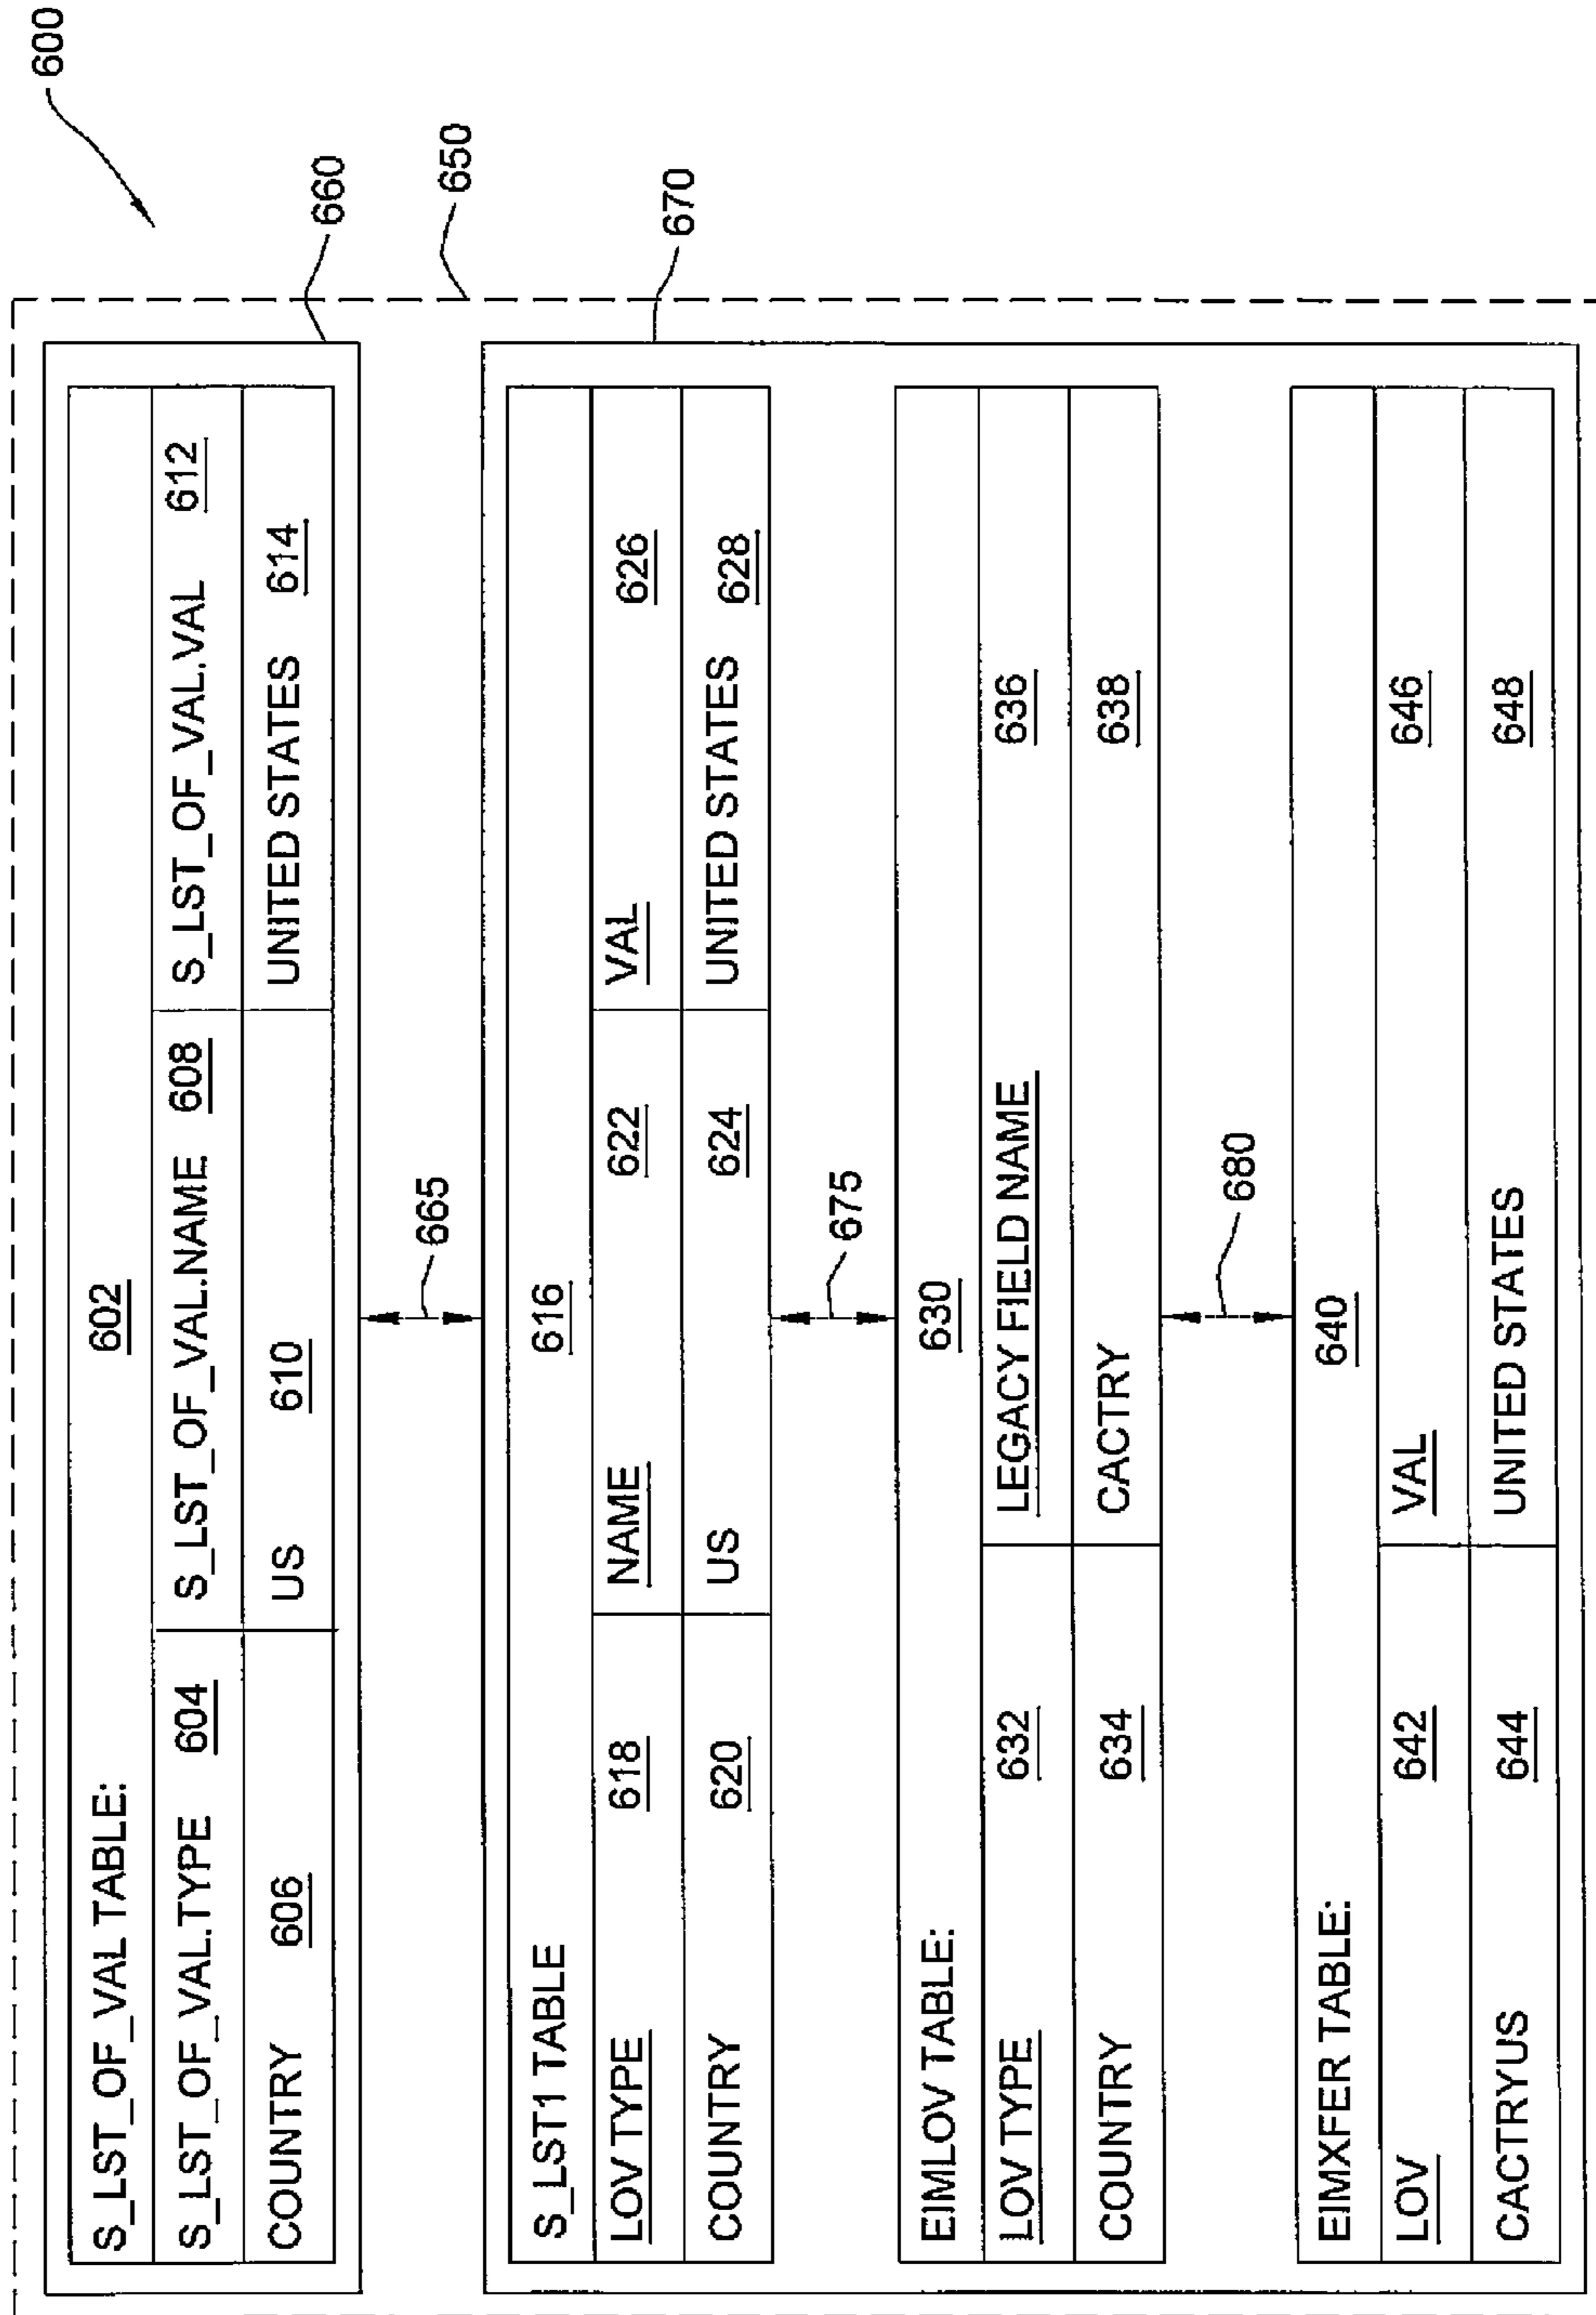 600
660
650
670
S_LST_OF_VAL TABLE: 602
S_LST_OF_VAL.TYPE 604 S_LST_OF_VAL.NAME 608 S_LST_OF_VAL.VAL 612
COUNTRY 606 US 610 UNITED STATES 614
665
S_LST1 TABLE 616
LOV TYPE 618 NAME 622 VAL 626
COUNTRY 620 US 624 UNITED STATES 628
675
EIMLOV TABLE: 630
LOV TYPE 632 LEGACY FIELD NAME 636
COUNTRY 634 CACTRY 638
680
EIMXFER TABLE: 640
LOV 642 VAL 646
CACTRYUS 644 UNITED STATES 648